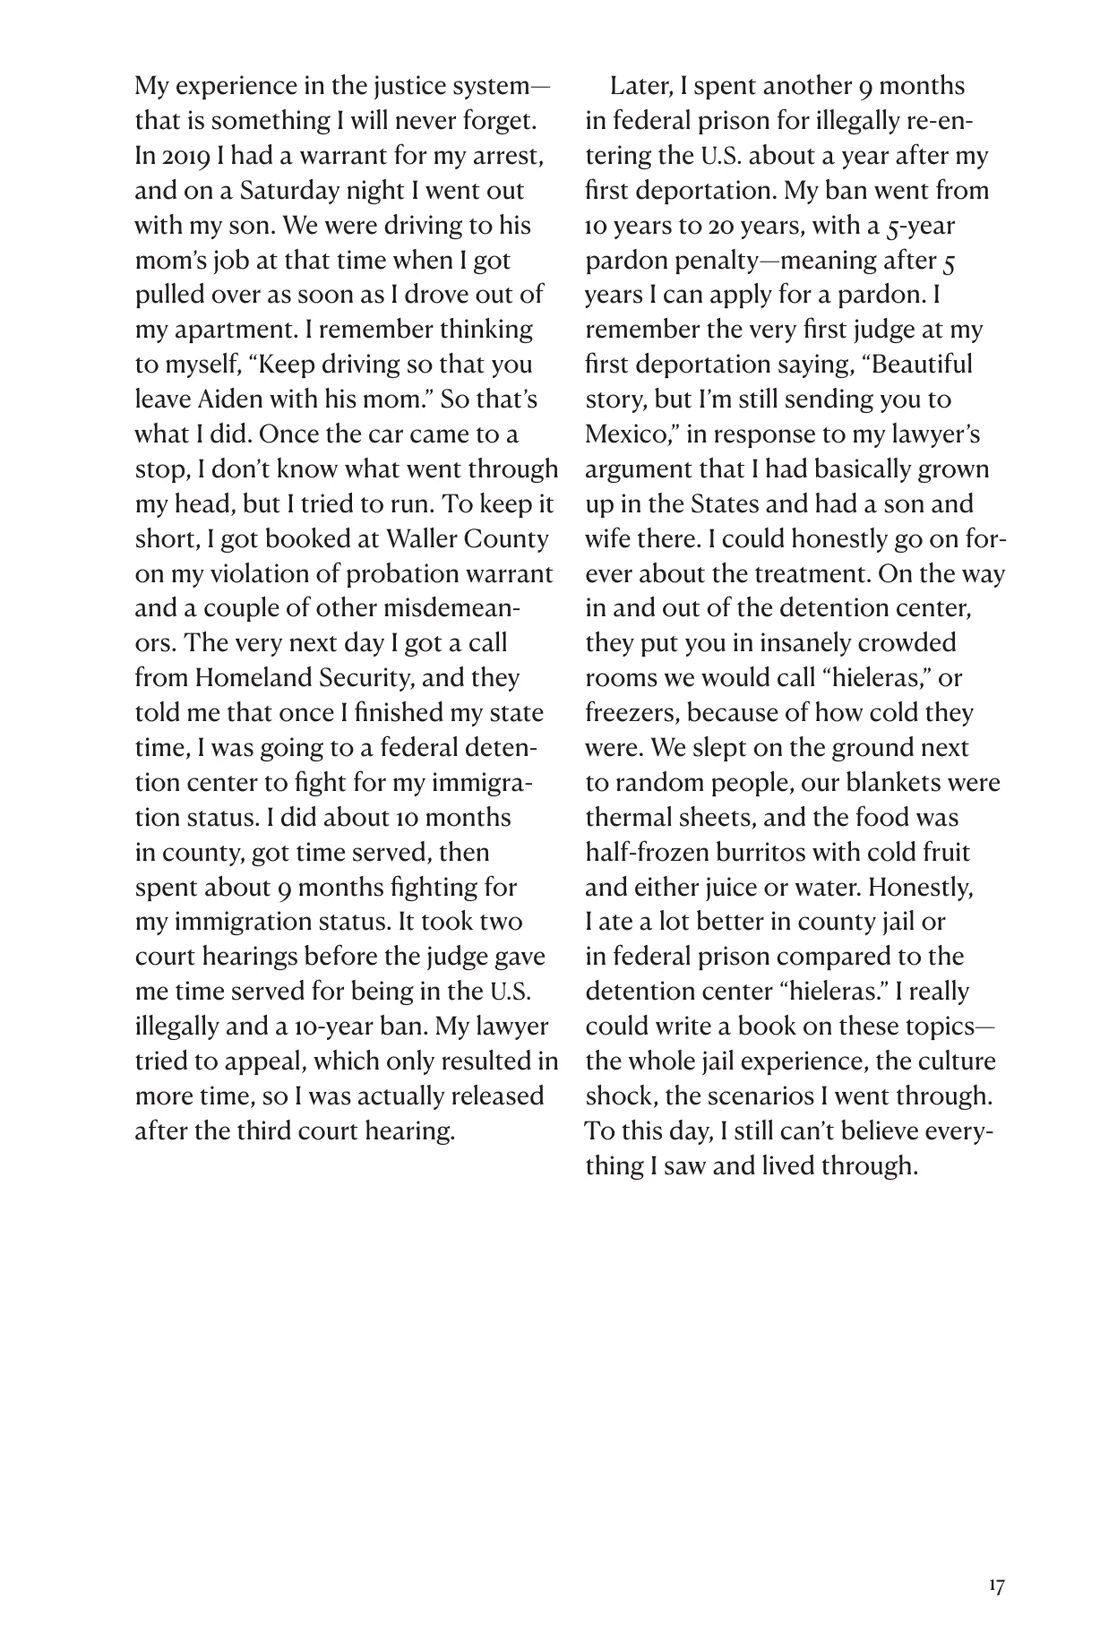 My experience in the justice system—
that is something I will never forget.
In 2019 I had a warrant for my arrest,
and on a Saturday night I went out
with my son. We were driving to his
mom’s job at that time when I got
pulled over as soon as I drove out of
my apartment. I remember thinking
to myself, “Keep driving so that you
leave Aiden with his mom.” So that’s
what I did. Once the car came to a
stop, I don’t know what went through
my head, but I tried to run. To keep it
short, I got booked at Waller County
on my violation of probation warrant
and a couple of other misdemean-
ors. The very next day I got a call
from Homeland Security, and they
told me that once I finished my state
time, I was going to a federal deten-
tion center to fight for my immigra-
tion status. I did about 10 months
in county, got time served, then
spent about 9 months fighting for
my immigration status. It took two
court hearings before the judge gave
me time served for being in the U.S.
illegally and a 10-year ban. My lawyer
tried to appeal, which only resulted in
more time, so I was actually released
after the third court hearing.
Later, I spent another 9 months
in federal prison for illegally re-en-
tering the U.S. about a year after my
first deportation. My ban went from
10 years to 20 years, with a 5-year
pardon penalty—meaning after 5
years I can apply for a pardon. I
remember the very first judge at my
first deportation saying, “Beautiful
story, but I’m still sending you to
Mexico,” in response to my lawyer’s
argument that I had basically grown
up in the States and had a son and
wife there. I could honestly go on for-
ever about the treatment. On the way
in and out of the detention center,
they put you in insanely crowded
rooms we would call “hieleras,” or
freezers, because of how cold they
were. We slept on the ground next
to random people, our blankets were
thermal sheets, and the food was
half-frozen burritos with cold fruit
and either juice or water. Honestly,
I ate a lot better in county jail or
in federal prison compared to the
detention center “hieleras.” I really
could write a book on these topics—
the whole jail experience, the culture
shock, the scenarios I went through.
To this day, I still can’t believe every-
thing I saw and lived through.
17